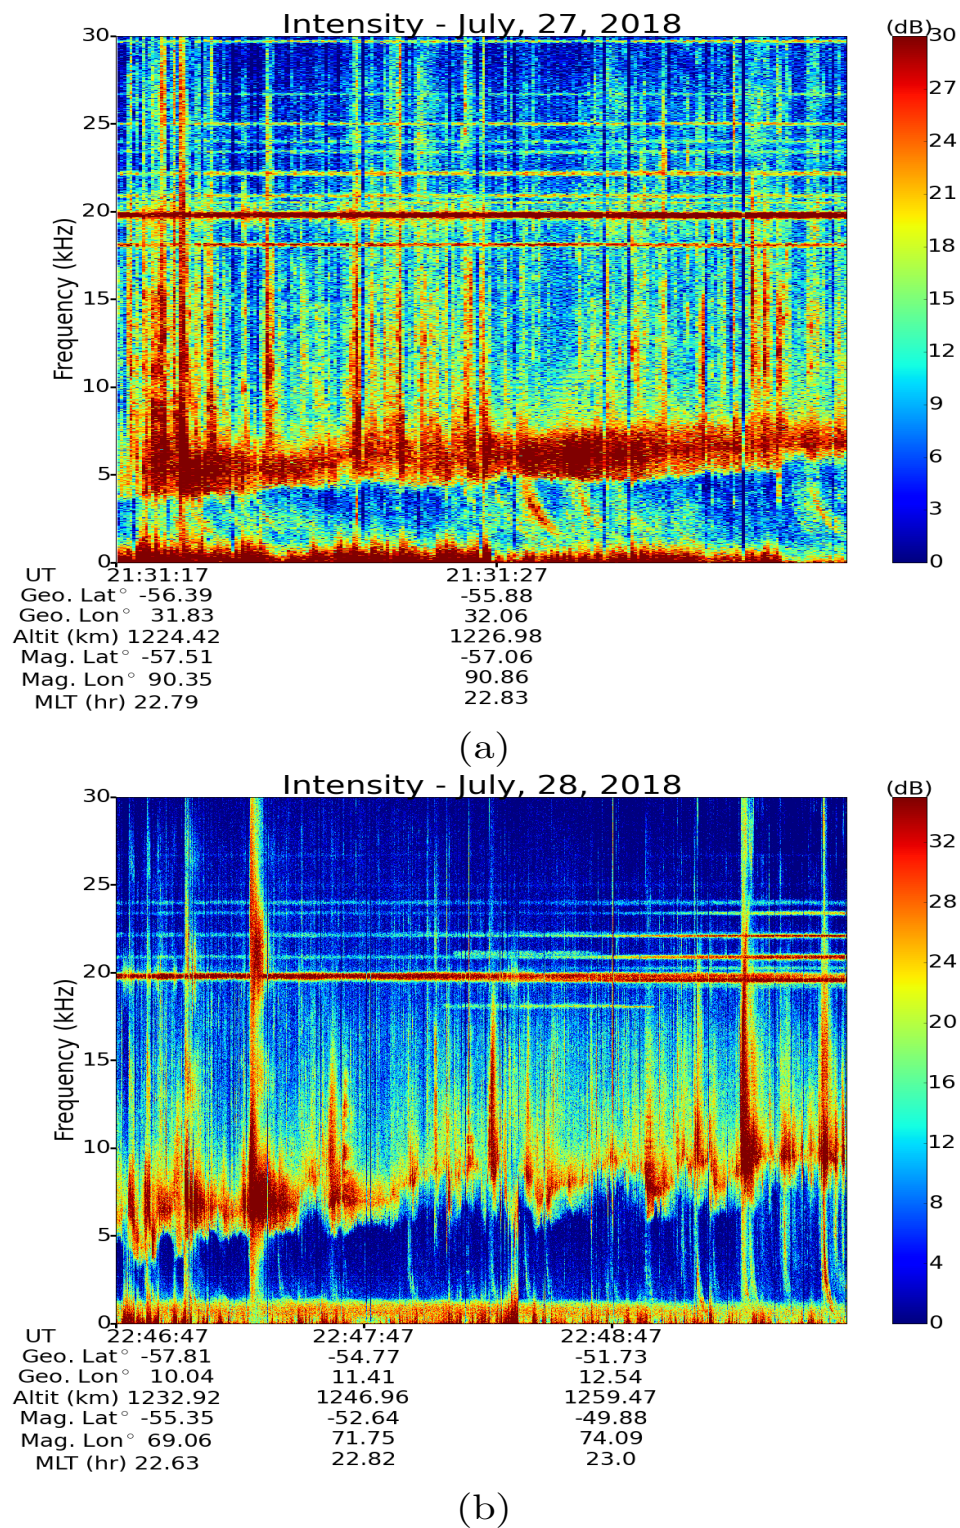 Intensity - July, 27, 2018
(dB)
30
25
20
15
10
5
0
Frequency (kHz)
30
27
24
21
18
15
12
9
6
3
0
UT 21:31:17 21:31:27
Geo. Lat° -56.39 -55.88
Geo. Lon° 31.83 32.06
Altit (km) 1224.42 1226.98
Mag. Lat° -57.51 -57.06
Mag. Lon° 90.35 90.86
MLT (hr) 22.79 22.83
(a)
Intensity - July, 28, 2018
(dB)
30
25
20
15
10
5
0
Frequency (kHz)
32
28
24
20
16
12
8
4
0
UT 22:46:47 22:47:47 22:48:47
Geo. Lat° -57.81 -54.77 -51.73
Geo. Lon° 10.04 11.41 12.54
Altit (km) 1232.92 1246.96 1259.47
Mag. Lat° -55.35 -52.64 -49.88
Mag. Lon° 69.06 71.75 74.09
MLT (hr) 22.63 22.82 23.0
(b)